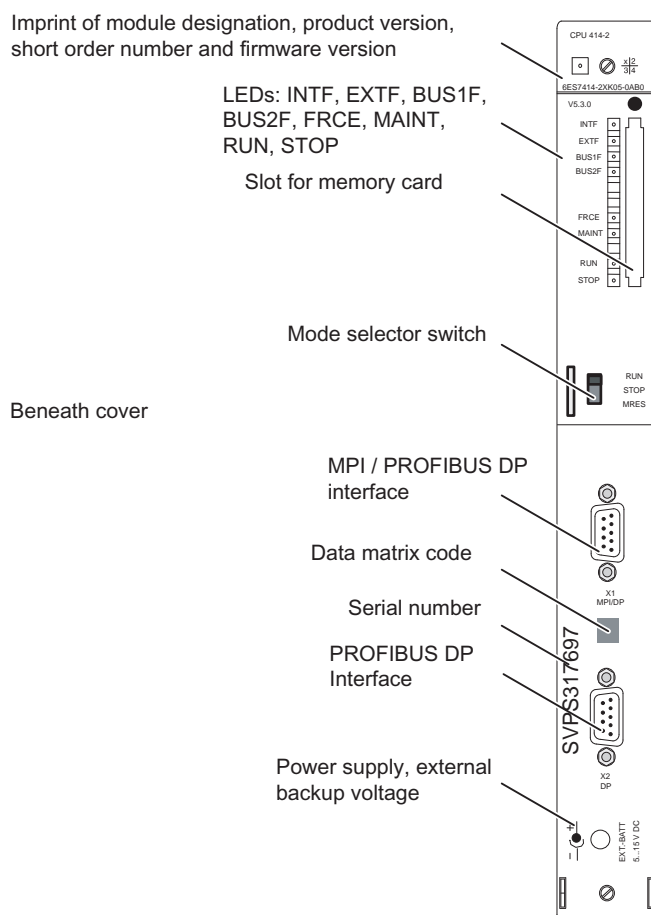 Imprint of module designation, product version,
short order number and firmware version
CPU 414-2
x 2
3 4
6ES7414-2XK05-0AB0
V5.3.0
LEDs: INTF, EXTF, BUS1F,
BUS2F, FRCE, MAINT,
RUN, STOP
INTF
EXTF
BUS1F
BUS2F
FRCE
MAINT
RUN
STOP
Slot for memory card
Mode selector switch
RUN
STOP
MRES
Beneath cover
MPI / PROFIBUS DP
interface
X1
MPI/DP
Data matrix code
Serial number
SVPS317697
PROFIBUS DP
Interface
X2
DP
Power supply, external
backup voltage
+
−
EXT.-BATT
5...15 V DC